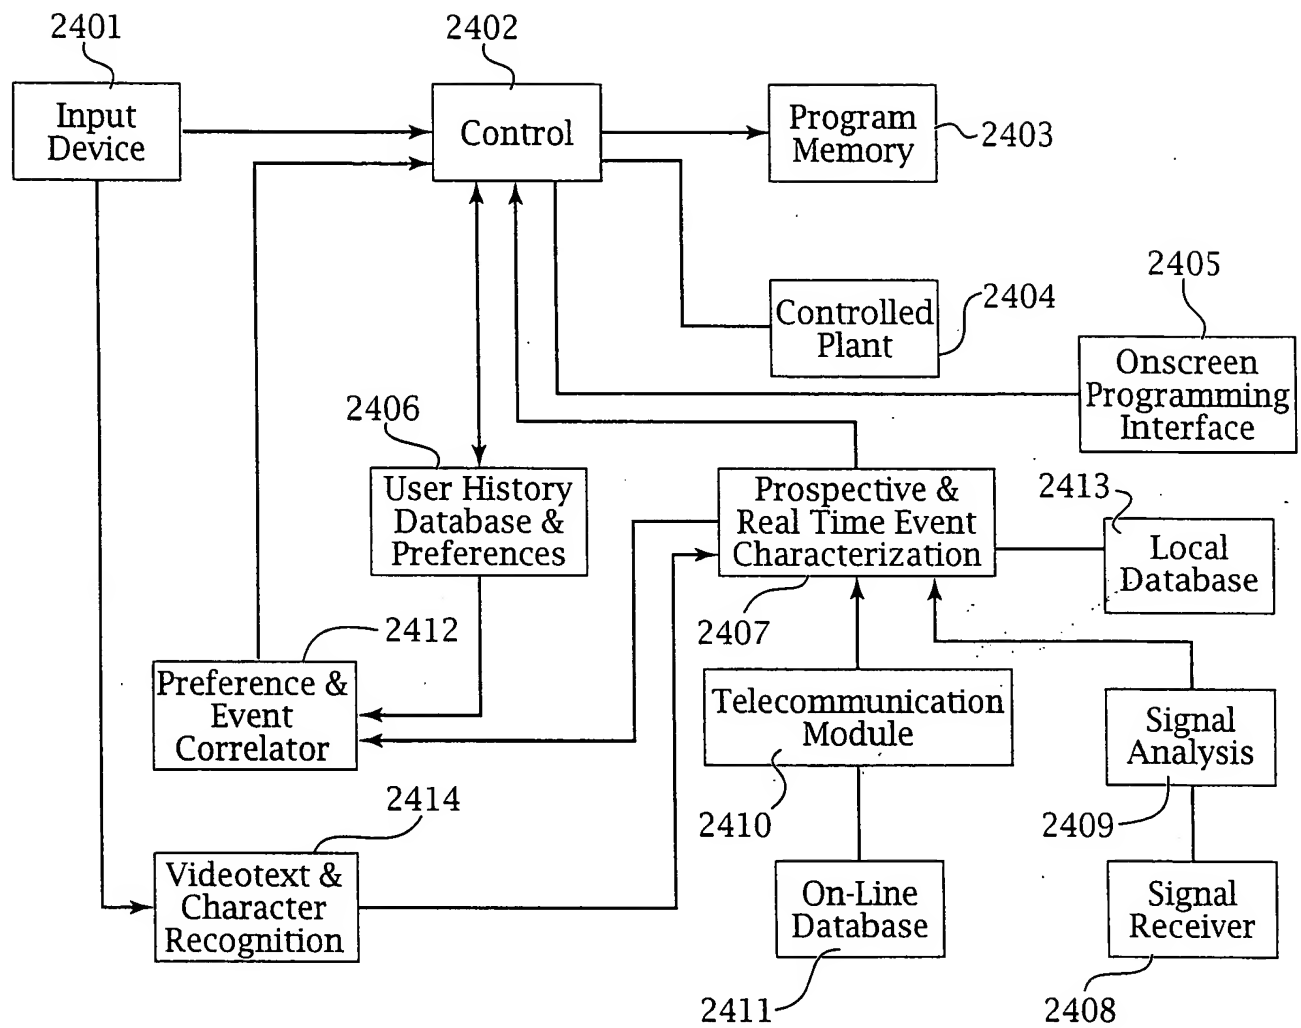 2401
2402
Input
Device
Control
Program
Memory
2403
2405
Controlled
Plant
2404
Onscreen
Programming
Interface
2406
User History
Database &
Preferences
Prospective &
Real Time Event
Characterization
2413
Local
Database
2407
2412
Preference &
Event
Correlator
Telecommunication
Module
Signal
Analysis
2414
2410
2409
Videotext &
Character
Recognition
On-Line
Database
Signal
Receiver
2411
2408